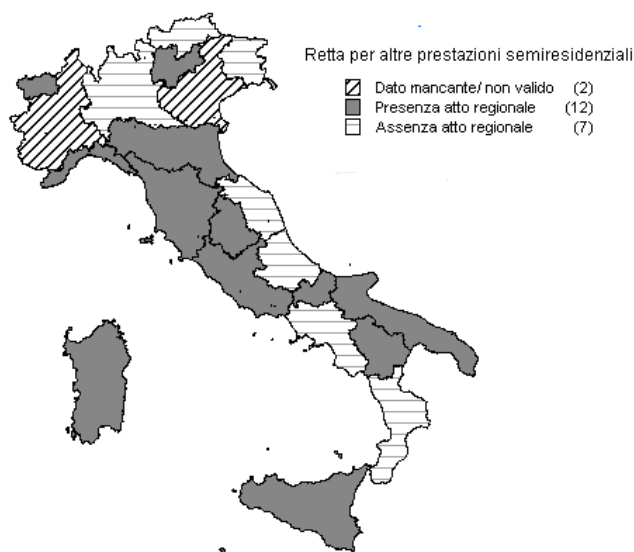 Retta per altre prestazioni semiresidenziali
Dato mancante/ non valido (2)
Presenza atto regionale (12)
Assenza atto regionale (7)